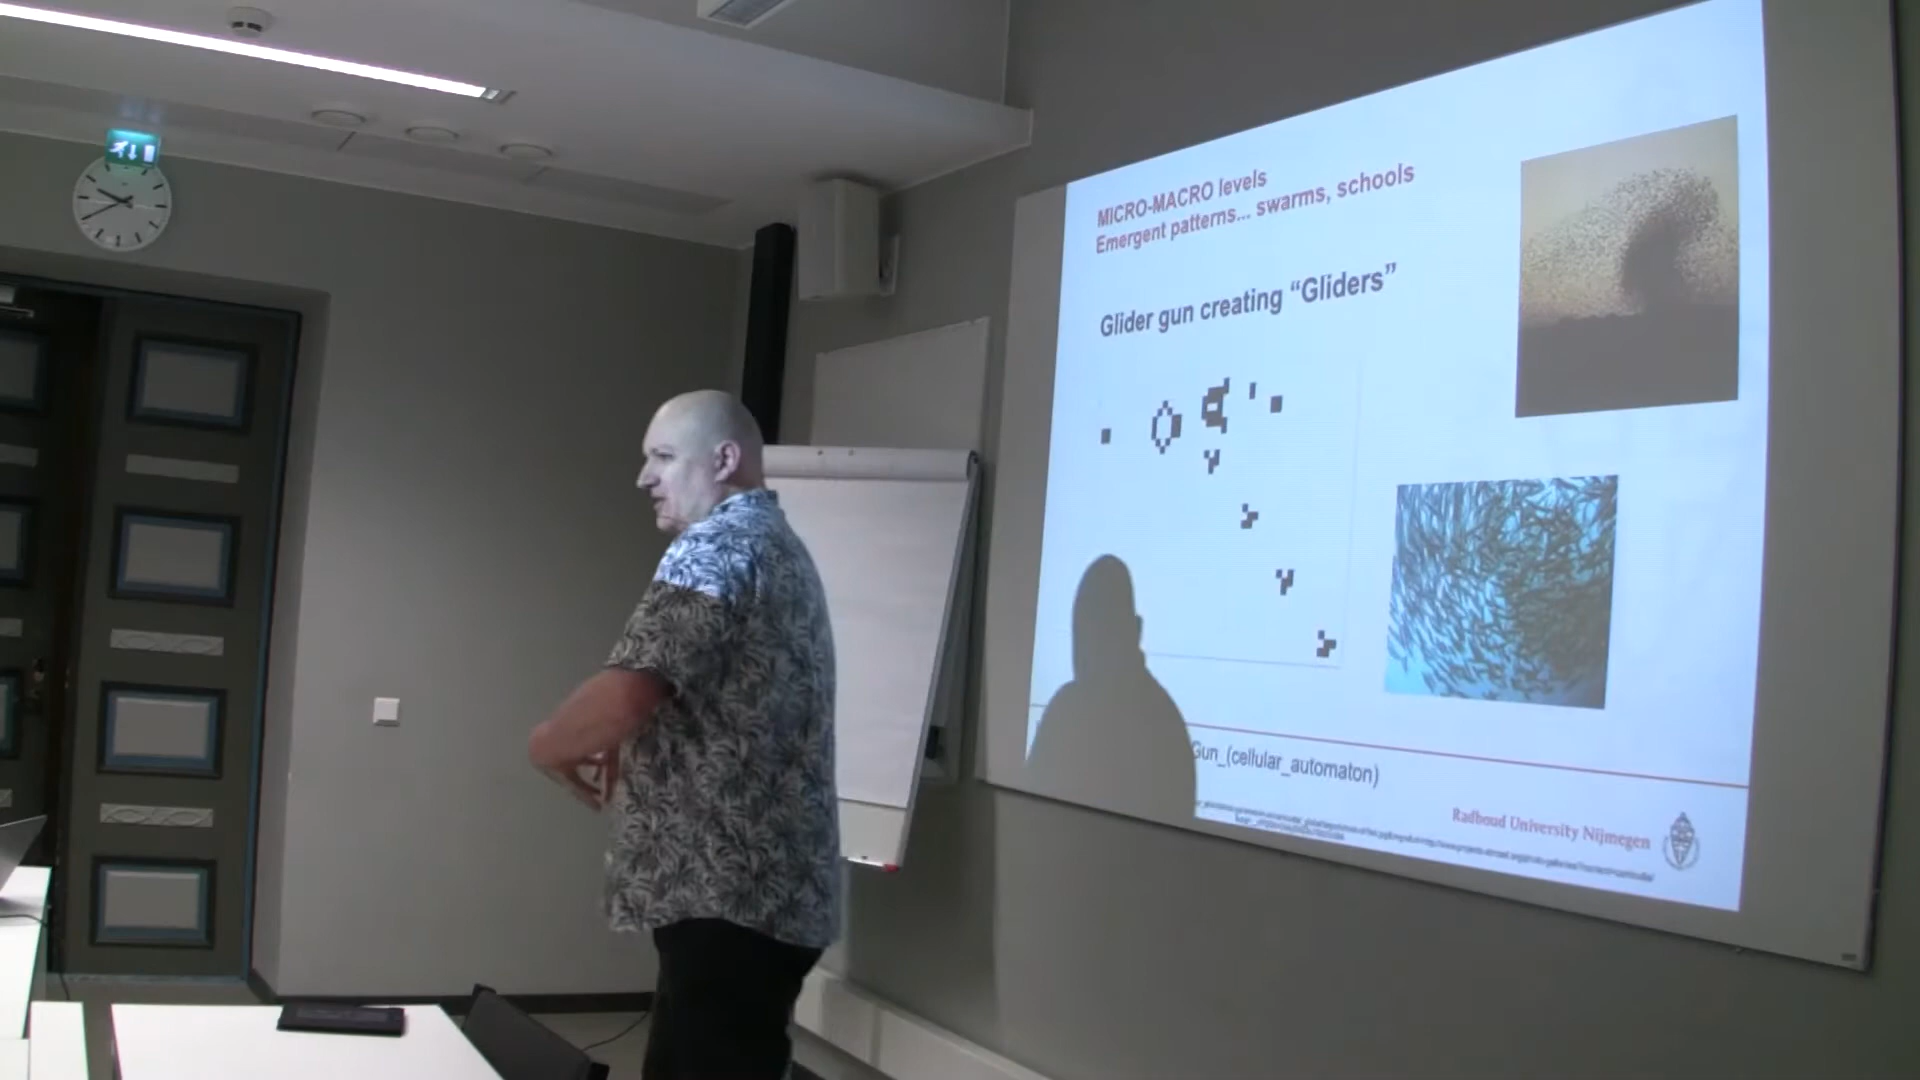 MICRO-MACRO levels
Emergent patterns... swarms, schools
Glider gun creating “Gliders”
Gun_(cellular_automaton)
Radboud University Nijmegen